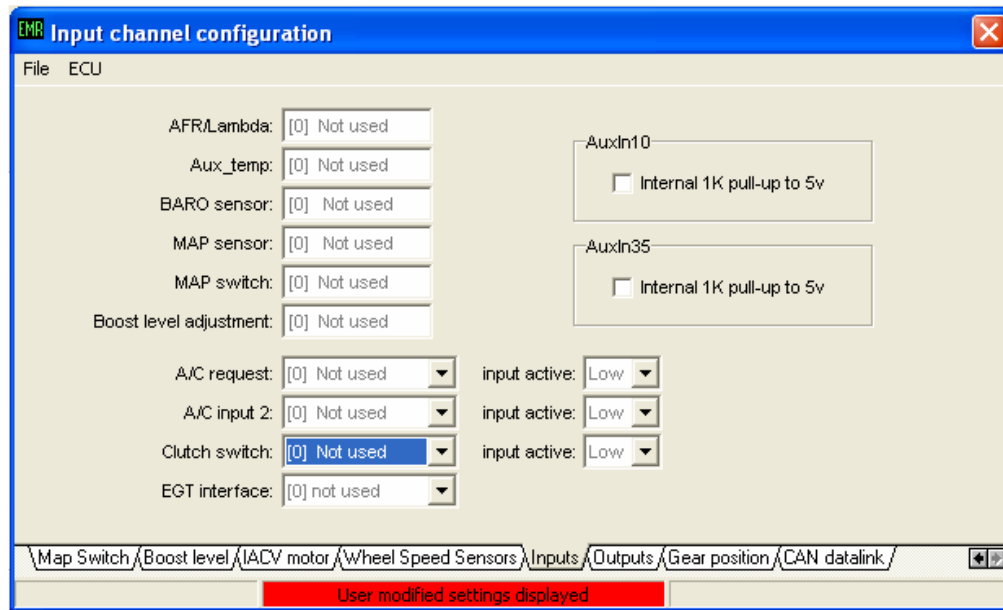 EMR Input channel configuration
File ECU
AFR/Lambda: [0] Not used
Aux_temp: [0] Not used
BARO sensor: [0] Not used
MAP sensor: [0] Not used
MAP switch: [0] Not used
Boost level adjustment: [0] Not used
AuxIn10
Internal 1K pull-up to 5v
AuxIn35
Internal 1K pull-up to 5v
A/C request: [0] Not used input active: Low
A/C input 2: [0] Not used input active: Low
Clutch switch: [0] Not used input active: Low
EGT interface: [0] not used
Map Switch Boost level IACV motor Wheel Speed Sensors Inputs Outputs Gear position CAN datalink
User modified settings displayed